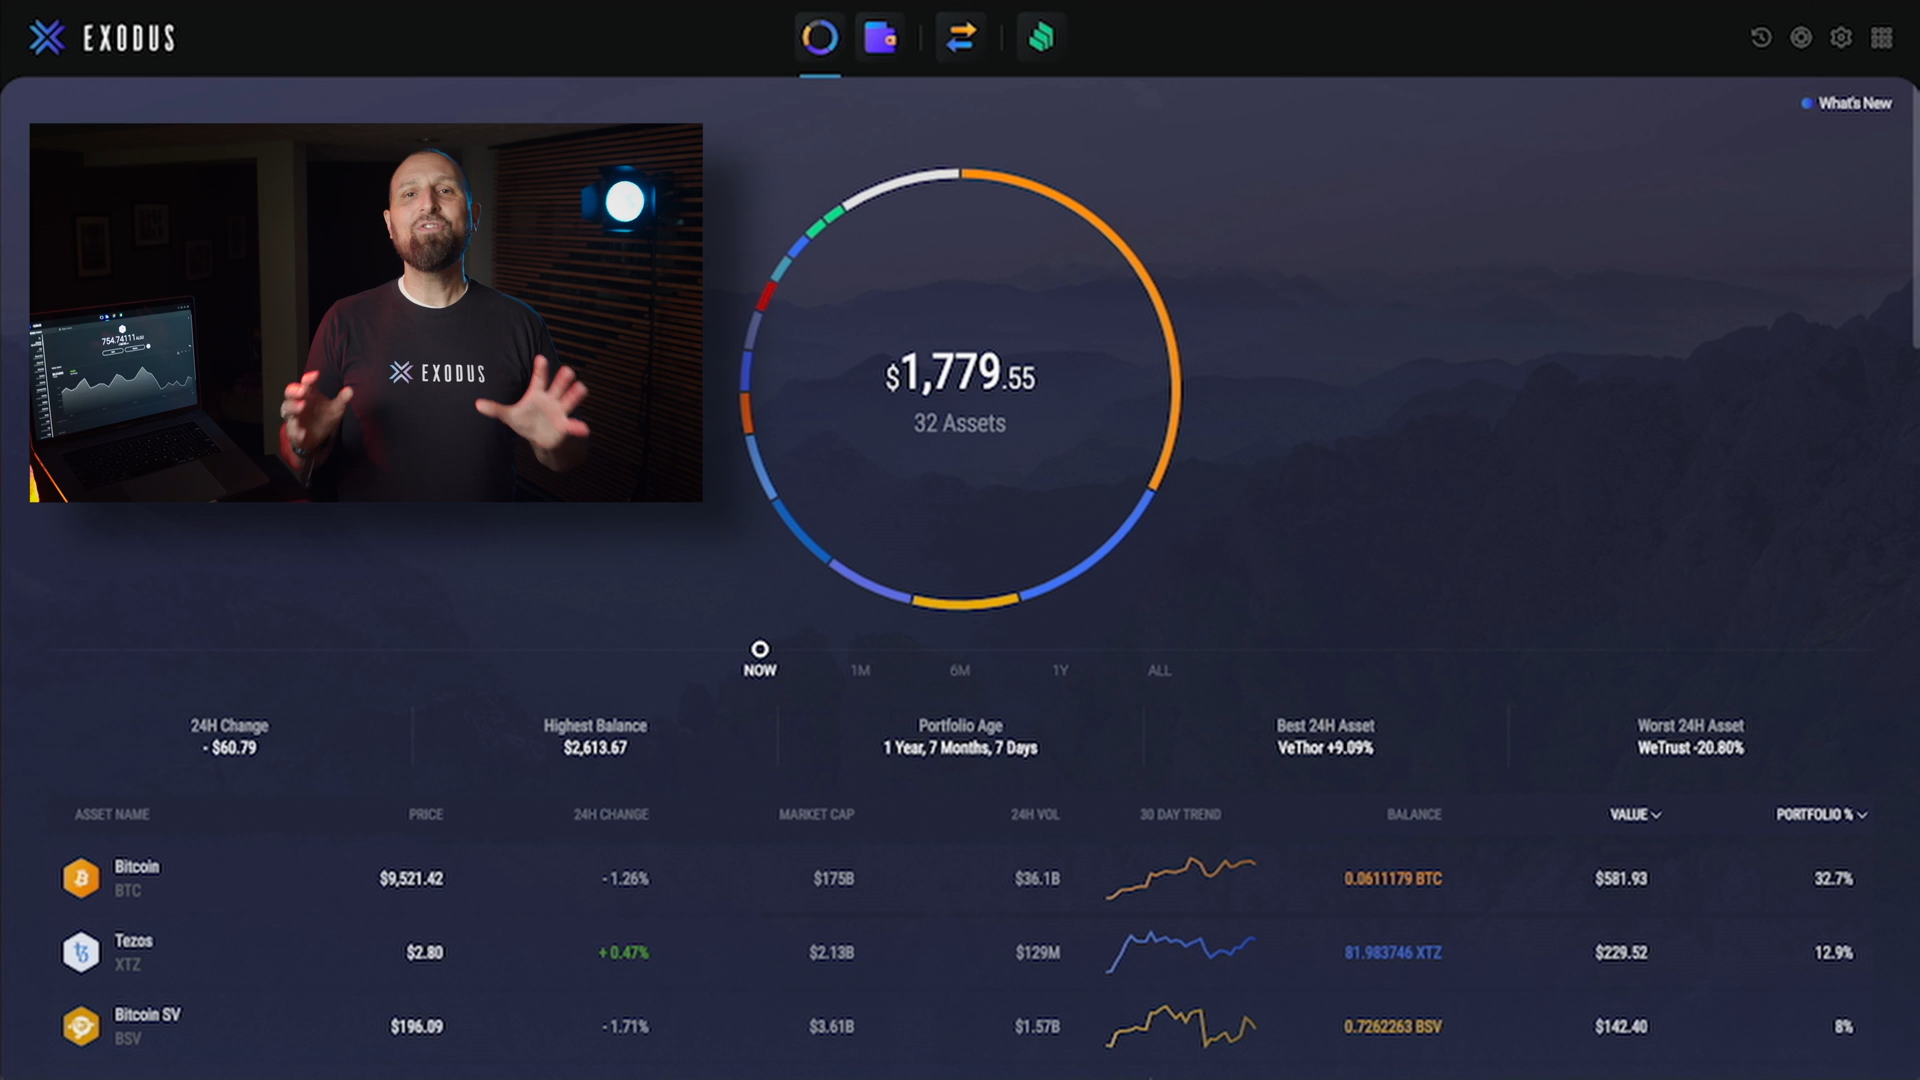 EXODUS
What's New
754.74111
EXODUS
$1,779.55
32 Assets
NOW 1M 6M 1Y ALL
24H Change Highest Balance Portfolio Age Best 24H Asset Worst 24H Asset
- $60.79 $2,613.67 1 Year, 7 Months, 7 Days VeThor +9.09% WeTrust -20.80%
ASSET NAME PRICE 24H CHANGE MARKET CAP 24H VOL 30 DAY TREND BALANCE VALUE PORTFOLIO %
Bitcoin
BTC
$9,521.42 - 1.26% $175B $36.1B 0.0611179 BTC $581.93 32.7%
Tezos
XTZ
$2.80 + 0.47% $2.13B $129M 81.983746 XTZ $229.52 12.9%
Bitcoin SV
BSV
$196.09 - 1.71% $3.61B $1.57B 0.7262263 BSV $142.40 8%